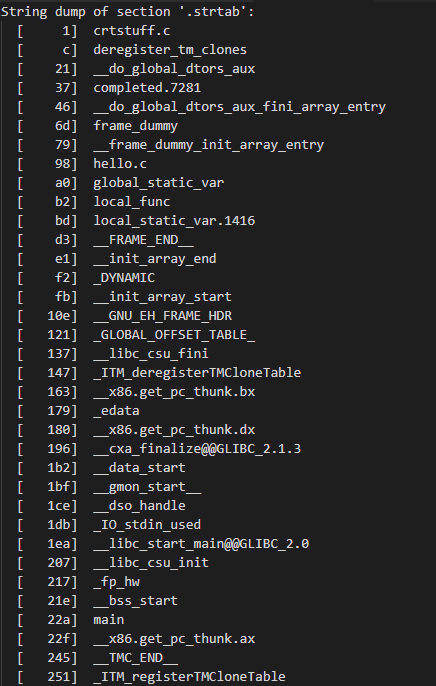 String dump of section '.strtab':
[     1]  crtstuff.c
[     c]  deregister_tm_clones
[    21]  __do_global_dtors_aux
[    37]  completed.7281
[    46]  __do_global_dtors_aux_fini_array_entry
[    6d]  frame_dummy
[    79]  __frame_dummy_init_array_entry
[    98]  hello.c
[    a0]  global_static_var
[    b2]  local_func
[    bd]  local_static_var.1416
[    d3]  __FRAME_END__
[    e1]  __init_array_end
[    f2]  _DYNAMIC
[    fb]  __init_array_start
[   10e]  __GNU_EH_FRAME_HDR
[   121]  _GLOBAL_OFFSET_TABLE_
[   137]  __libc_csu_fini
[   147]  _ITM_deregisterTMCloneTable
[   163]  __x86.get_pc_thunk.bx
[   179]  _edata
[   180]  __x86.get_pc_thunk.dx
[   196]  __cxa_finalize@@GLIBC_2.1.3
[   1b2]  __data_start
[   1bf]  __gmon_start__
[   1ce]  __dso_handle
[   1db]  _IO_stdin_used
[   1ea]  __libc_start_main@@GLIBC_2.0
[   207]  __libc_csu_init
[   217]  _fp_hw
[   21e]  __bss_start
[   22a]  main
[   22f]  __x86.get_pc_thunk.ax
[   245]  __TMC_END__
[   251]  _ITM_registerTMCloneTable